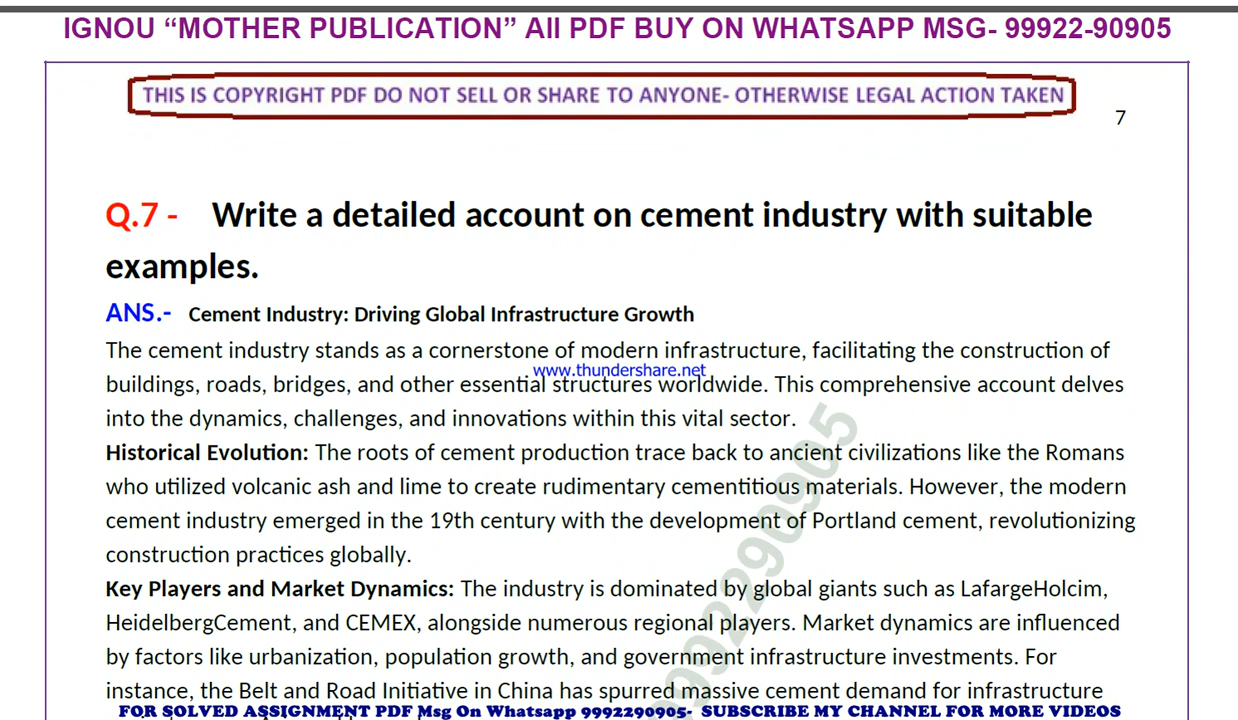 IGNOU “MOTHER PUBLICATION” All PDF BUY ON WHATSAPP MSG- 99922-90905
THIS IS COPYRIGHT PDF DO NOT SELL OR SHARE TO ANYONE- OTHERWISE LEGAL ACTION TAKEN
7
Q.7 - Write a detailed account on cement industry with suitable
examples.
ANS.- Cement Industry: Driving Global Infrastructure Growth
The cement industry stands as a cornerstone of modern infrastructure, facilitating the construction of
www.thundershare.net
buildings, roads, bridges, and other essential structures worldwide. This comprehensive account delves
into the dynamics, challenges, and innovations within this vital sector.
Historical Evolution: The roots of cement production trace back to ancient civilizations like the Romans
who utilized volcanic ash and lime to create rudimentary cementitious materials. However, the modern
cement industry emerged in the 19th century with the development of Portland cement, revolutionizing
construction practices globally.
Key Players and Market Dynamics: The industry is dominated by global giants such as LafargeHolcim,
HeidelbergCement, and CEMEX, alongside numerous regional players. Market dynamics are influenced
by factors like urbanization, population growth, and government infrastructure investments. For
instance, the Belt and Road Initiative in China has spurred massive cement demand for infrastructure
9992290905
FOR SOLVED ASSIGNMENT PDF Msg On Whatsapp 9992290905- SUBSCRIBE MY CHANNEL FOR MORE VIDEOS